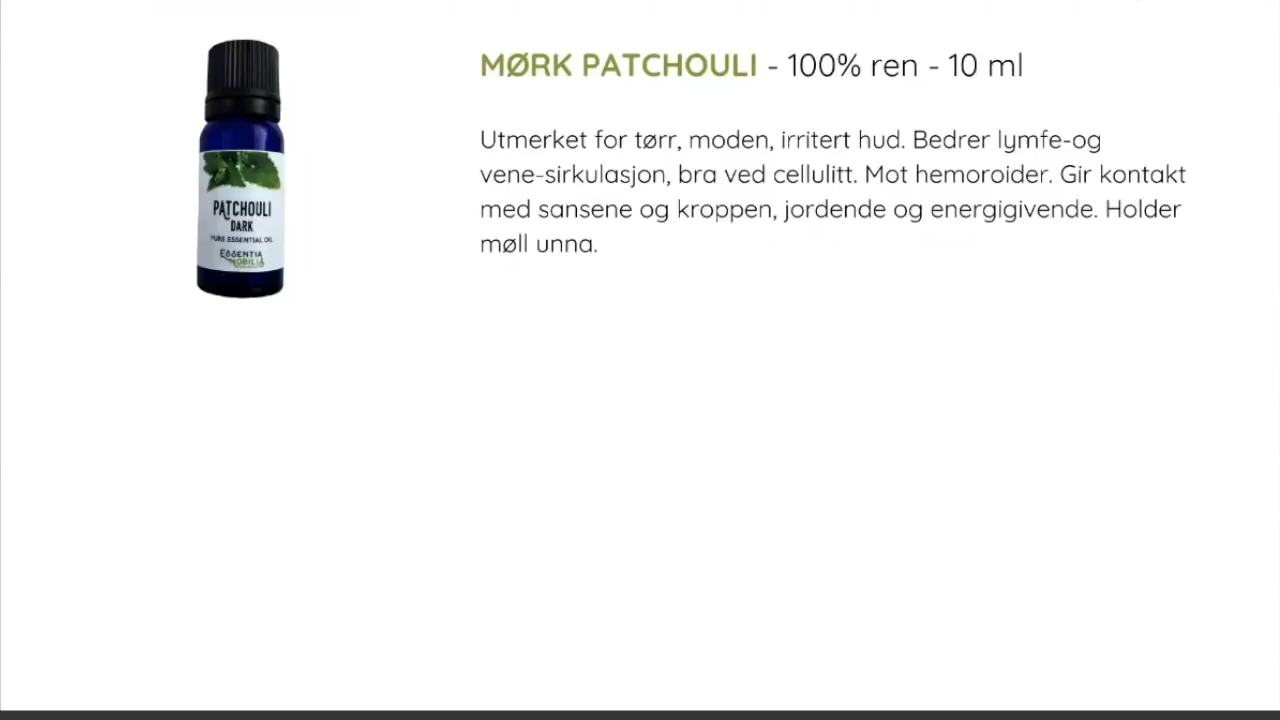 MØRK PATCHOULI - 100% ren - 10 ml
Utmerket for tørr, moden, irritert hud. Bedrer lymfe-og
vene-sirkulasjon, bra ved cellulitt. Mot hemoroider. Gir kontakt
med sansene og kroppen, jordende og energigivende. Holder
møll unna.
PATCHOULI
DARK
PURE ESSENTIAL OIL
ESSENTIA
NOBILIA